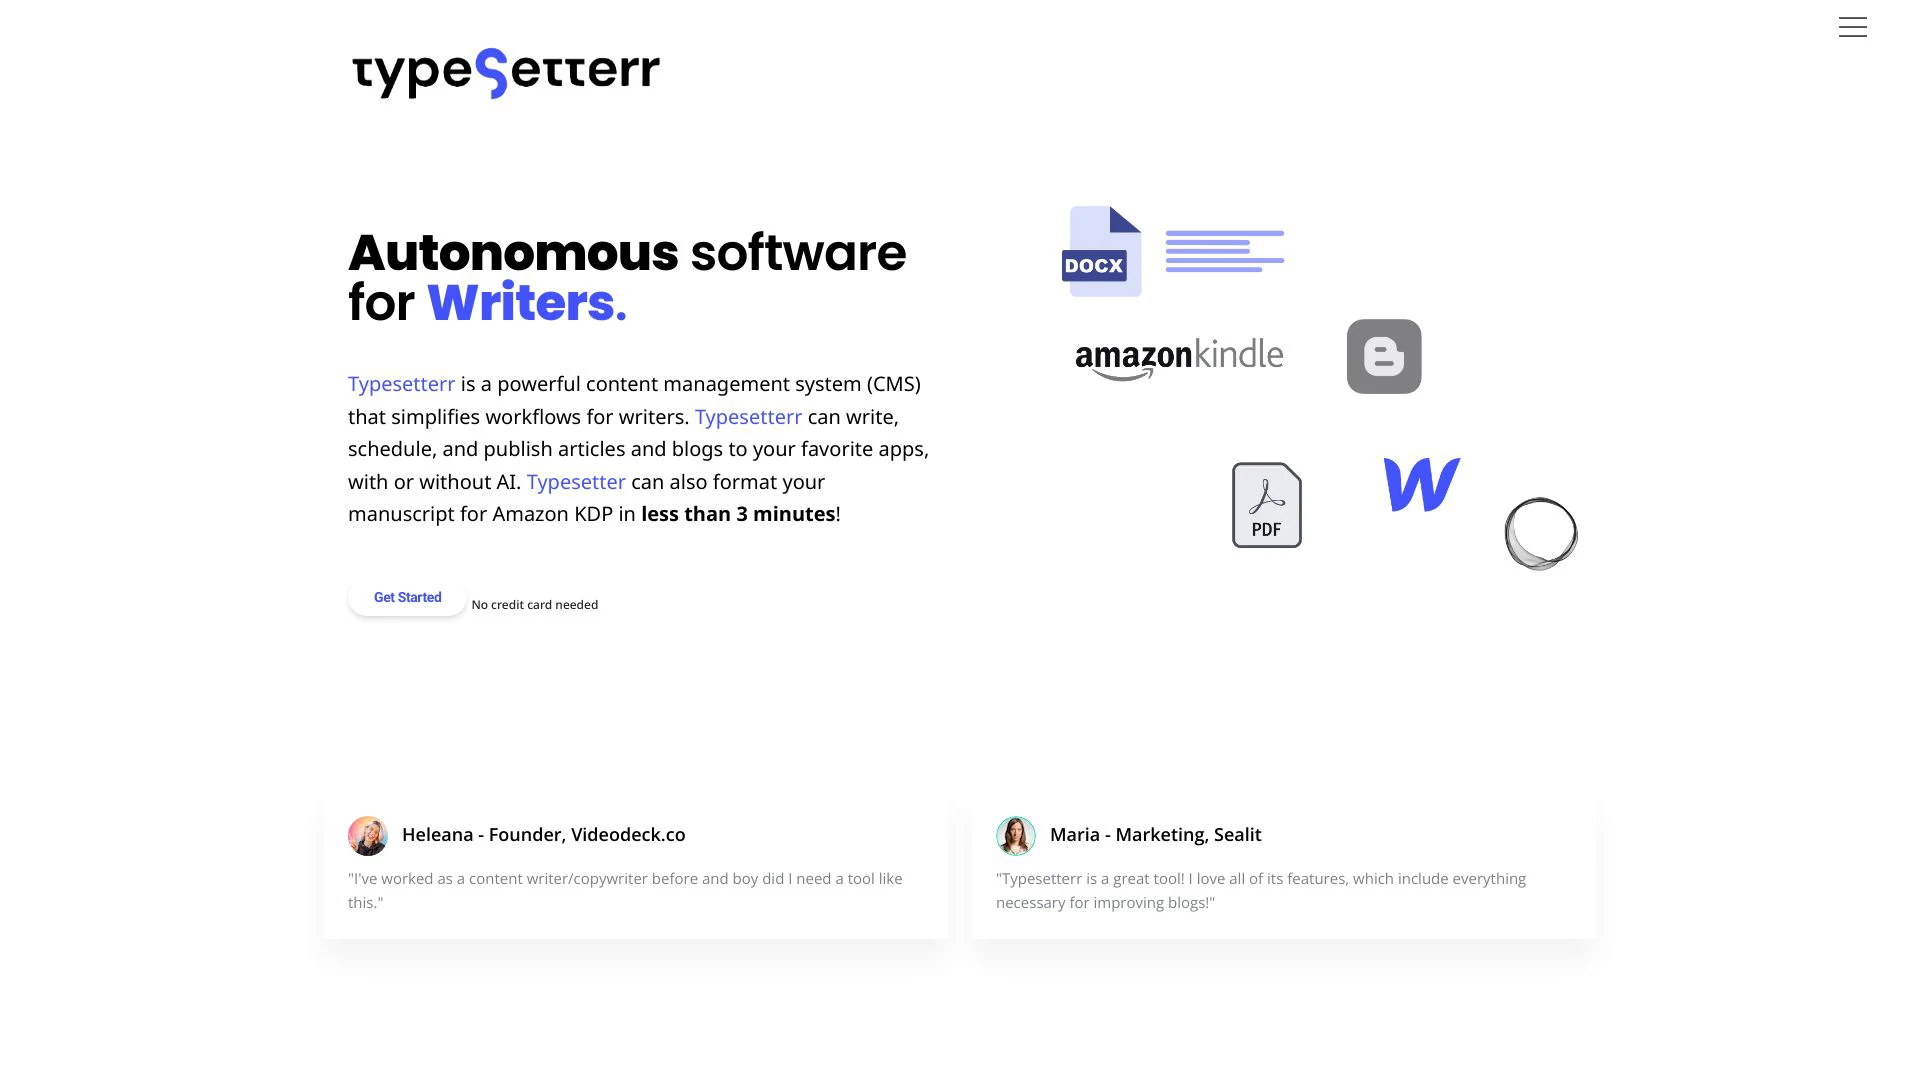 typeSetterr
Autonomous software
for Writers.
Typesetterr is a powerful content management system (CMS)
that simplifies workflows for writers. Typesetterr can write,
schedule, and publish articles and blogs to your favorite apps,
with or without AI. Typesetter can also format your
manuscript for Amazon KDP in less than 3 minutes!
Get Started
No credit card needed
DOCX
amazonkindle
PDF
Heleana - Founder, Videodeck.co
"I've worked as a content writer/copywriter before and boy did I need a tool like
this."
Maria - Marketing, Sealit
"Typesetterr is a great tool! I love all of its features, which include everything
necessary for improving blogs!"